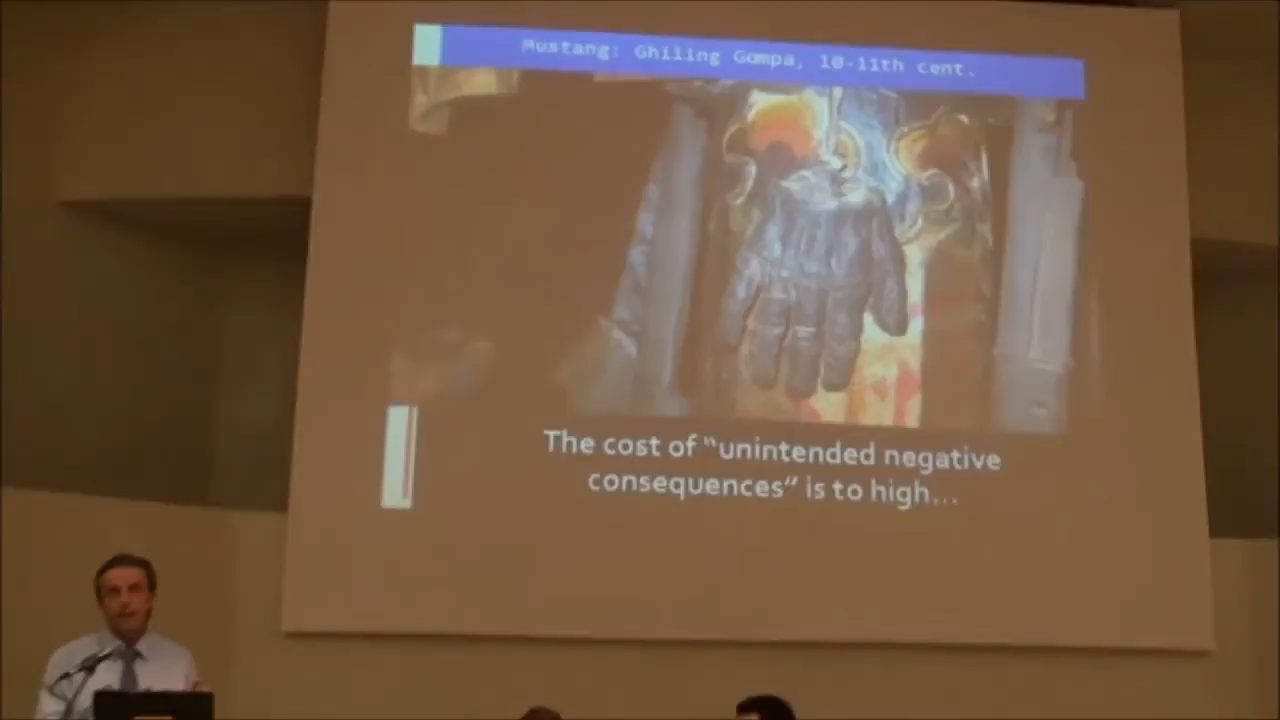 Mustang: Ghiling Gompa, 10-11th cent.
The cost of “unintended negative
consequences” is to high...